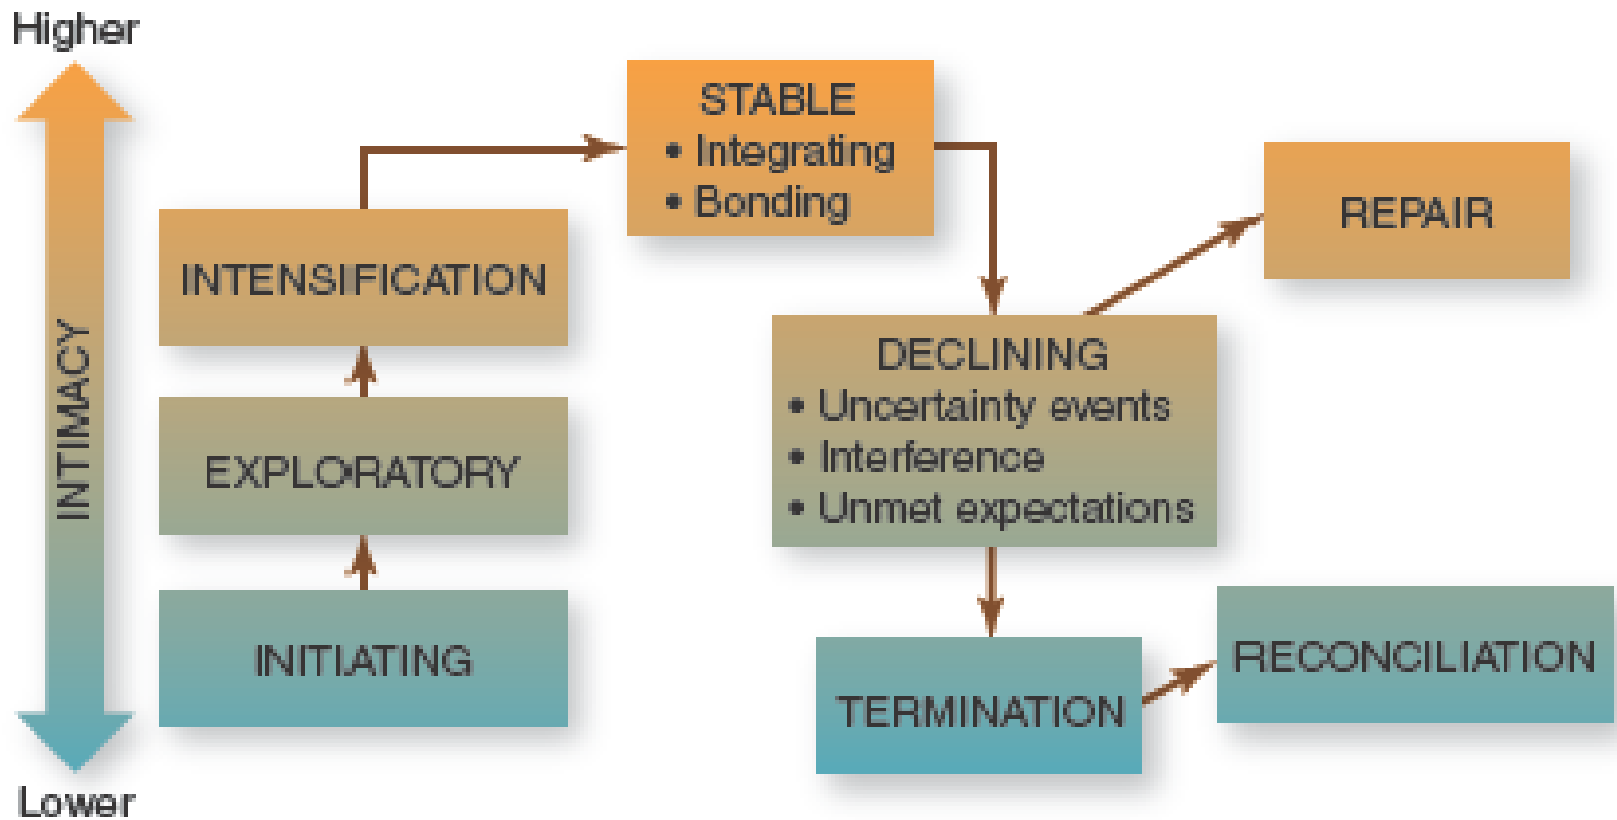 Higher
INTIMACY
Lower
INTENSIFICATION
EXPLORATORY
INITIATING
STABLE
• Integrating
• Bonding
DECLINING
• Uncertainty events
• Interference
• Unmet expectations
REPAIR
TERMINATION
RECONCILIATION